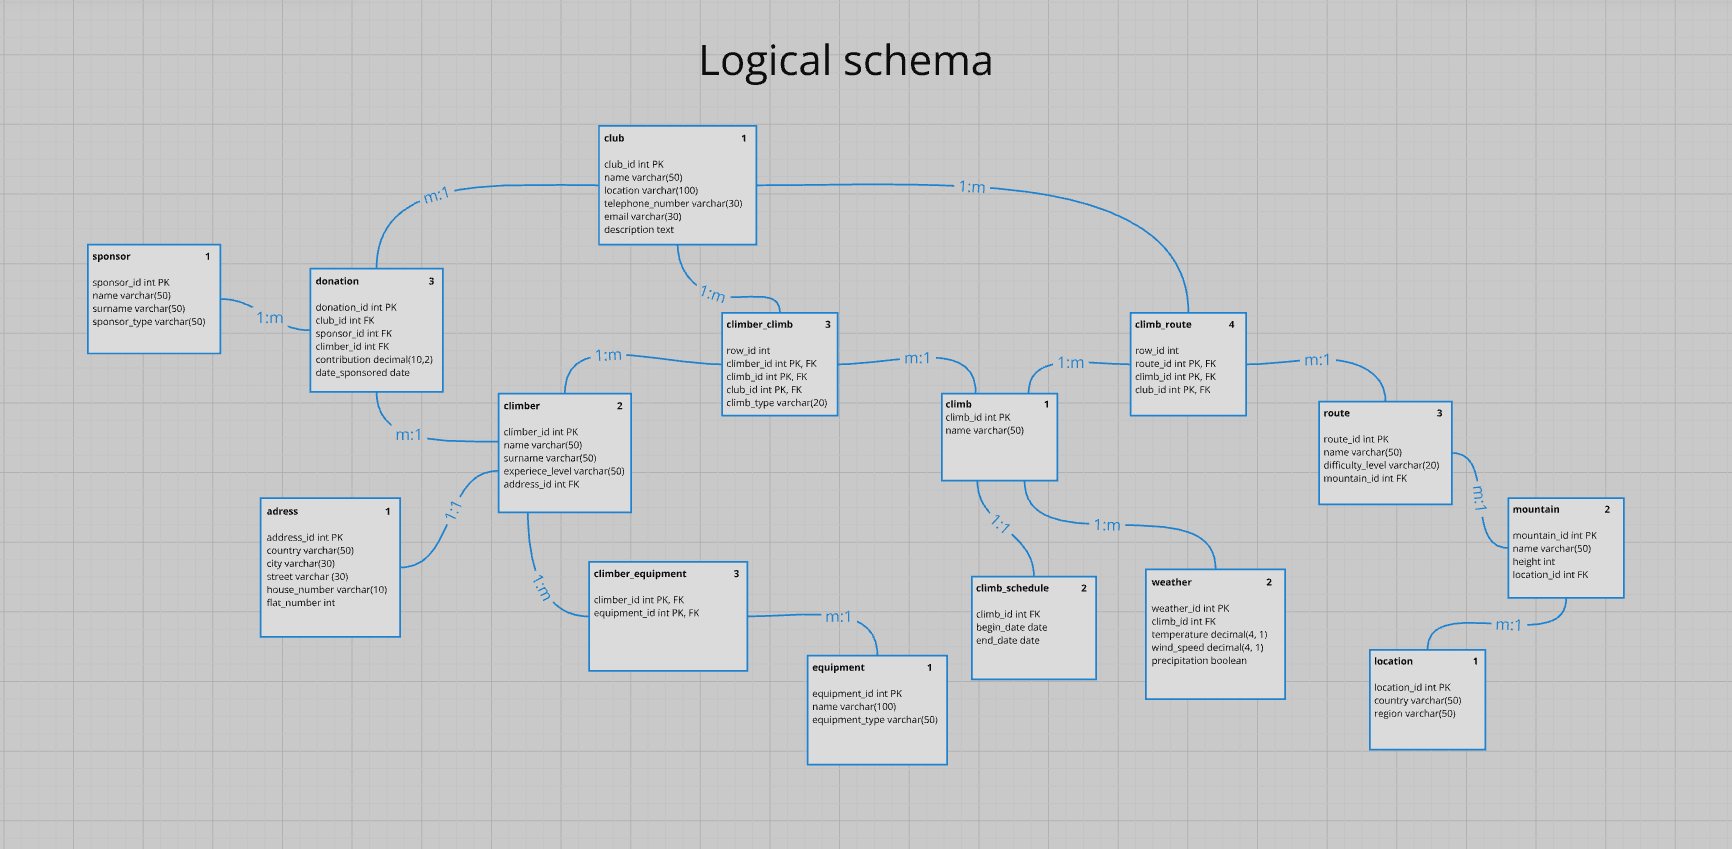 Logical schema
club 1
club_id int PK
name varchar(50)
location varchar(100)
telephone_number varchar(30)
email varchar(30)
description text
m:1
1:m
1:m
sponsor 1
sponsor_id int PK
name varchar(50)
surname varchar(50)
sponsor_type varchar(50)
1:m
donation 3
donation_id int PK
club_id int FK
sponsor_id int FK
climber_id int FK
contribution decimal(10,2)
date_sponsored date
m:1
climber_climb 3
row_id int
climber_id int PK, FK
climb_id int PK, FK
club_id int PK, FK
climb_type varchar(20)
1:m
m:1
climb_route 4
row_id int
route_id int PK, FK
climb_id int PK, FK
club_id int PK, FK
1:m
m:1
climber 2
climber_id int PK
name varchar(50)
surname varchar(50)
experiece_level varchar(50)
address_id int FK
climb 1
climb_id int PK
name varchar(50)
route 3
route_id int PK
name varchar(50)
difficulty_level varchar(20)
mountain_id int FK
m:1
adress 1
address_id int PK
country varchar(50)
city varchar(30)
street varchar (30)
house_number varchar(10)
flat_number int
1:1
1:m
1:1
1:m
mountain 2
mountain_id int PK
name varchar(50)
height int
location_id int FK
m:1
climber_equipment 3
climber_id int PK, FK
equipment_id int PK, FK
m:1
climb_schedule 2
climb_id int FK
begin_date date
end_date date
weather 2
weather_id int PK
climb_id int FK
temperature decimal(4, 1)
wind_speed decimal(4, 1)
precipitation boolean
equipment 1
equipment_id int PK
name varchar(100)
equipment_type varchar(50)
location 1
location_id int PK
country varchar(50)
region varchar(50)